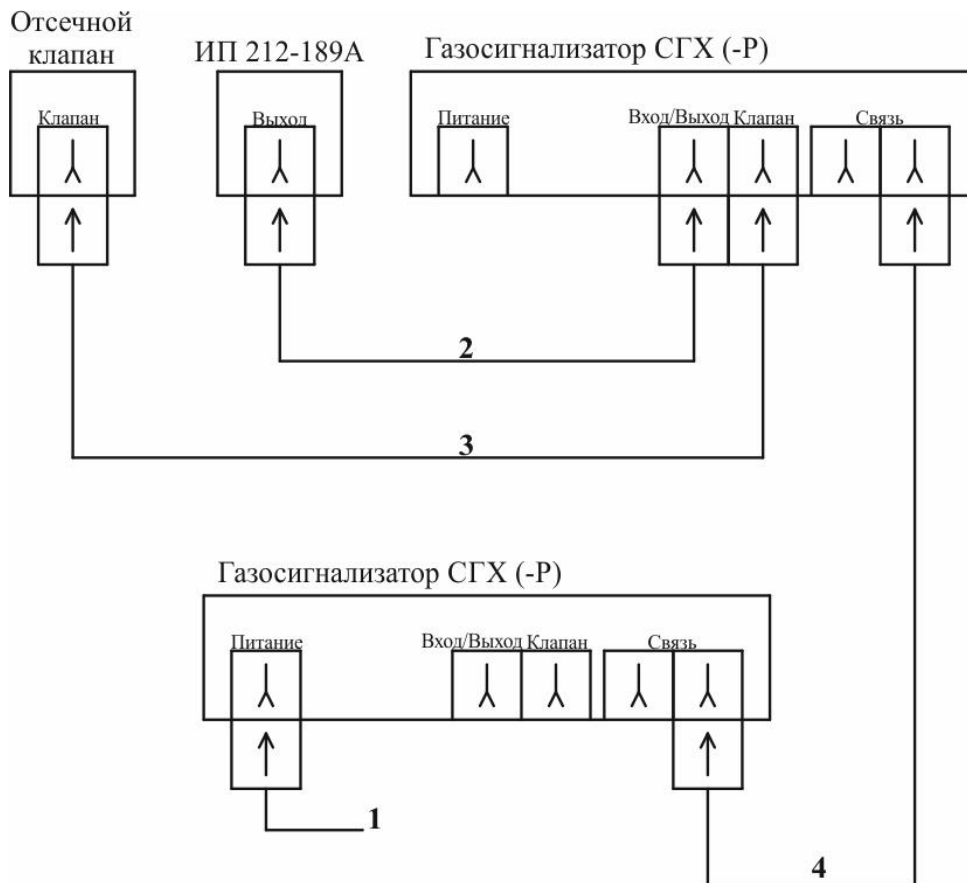 Отсечной
клапан
ИП 212-189А
Газосигнализатор СГХ (-Р)
Клапан
Выход
Питание
Вход/Выход
Клапан
Связь
2
3
Газосигнализатор СГХ (-Р)
Питание
Вход/Выход
Клапан
Связь
1
4